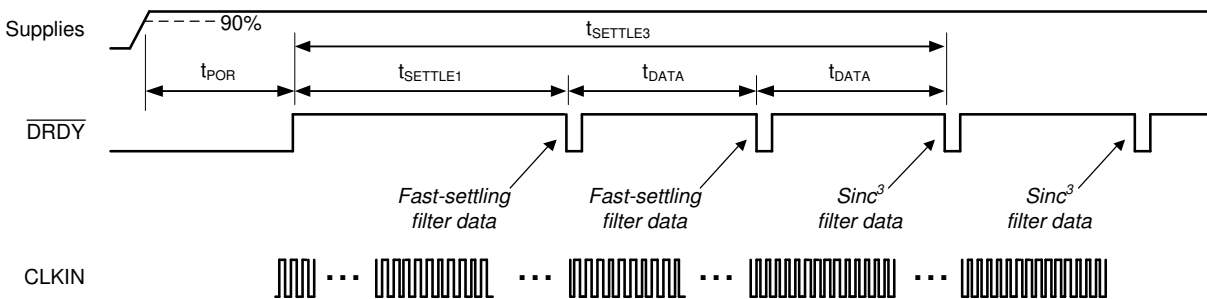 Supplies
90%
tSETTLE3
tPOR
tSETTLE1
tDATA
tDATA
DRDY
Fast-settling
filter data
Fast-settling
filter data
Sinc³
filter data
Sinc³
filter data
CLKIN
...
...
...
...